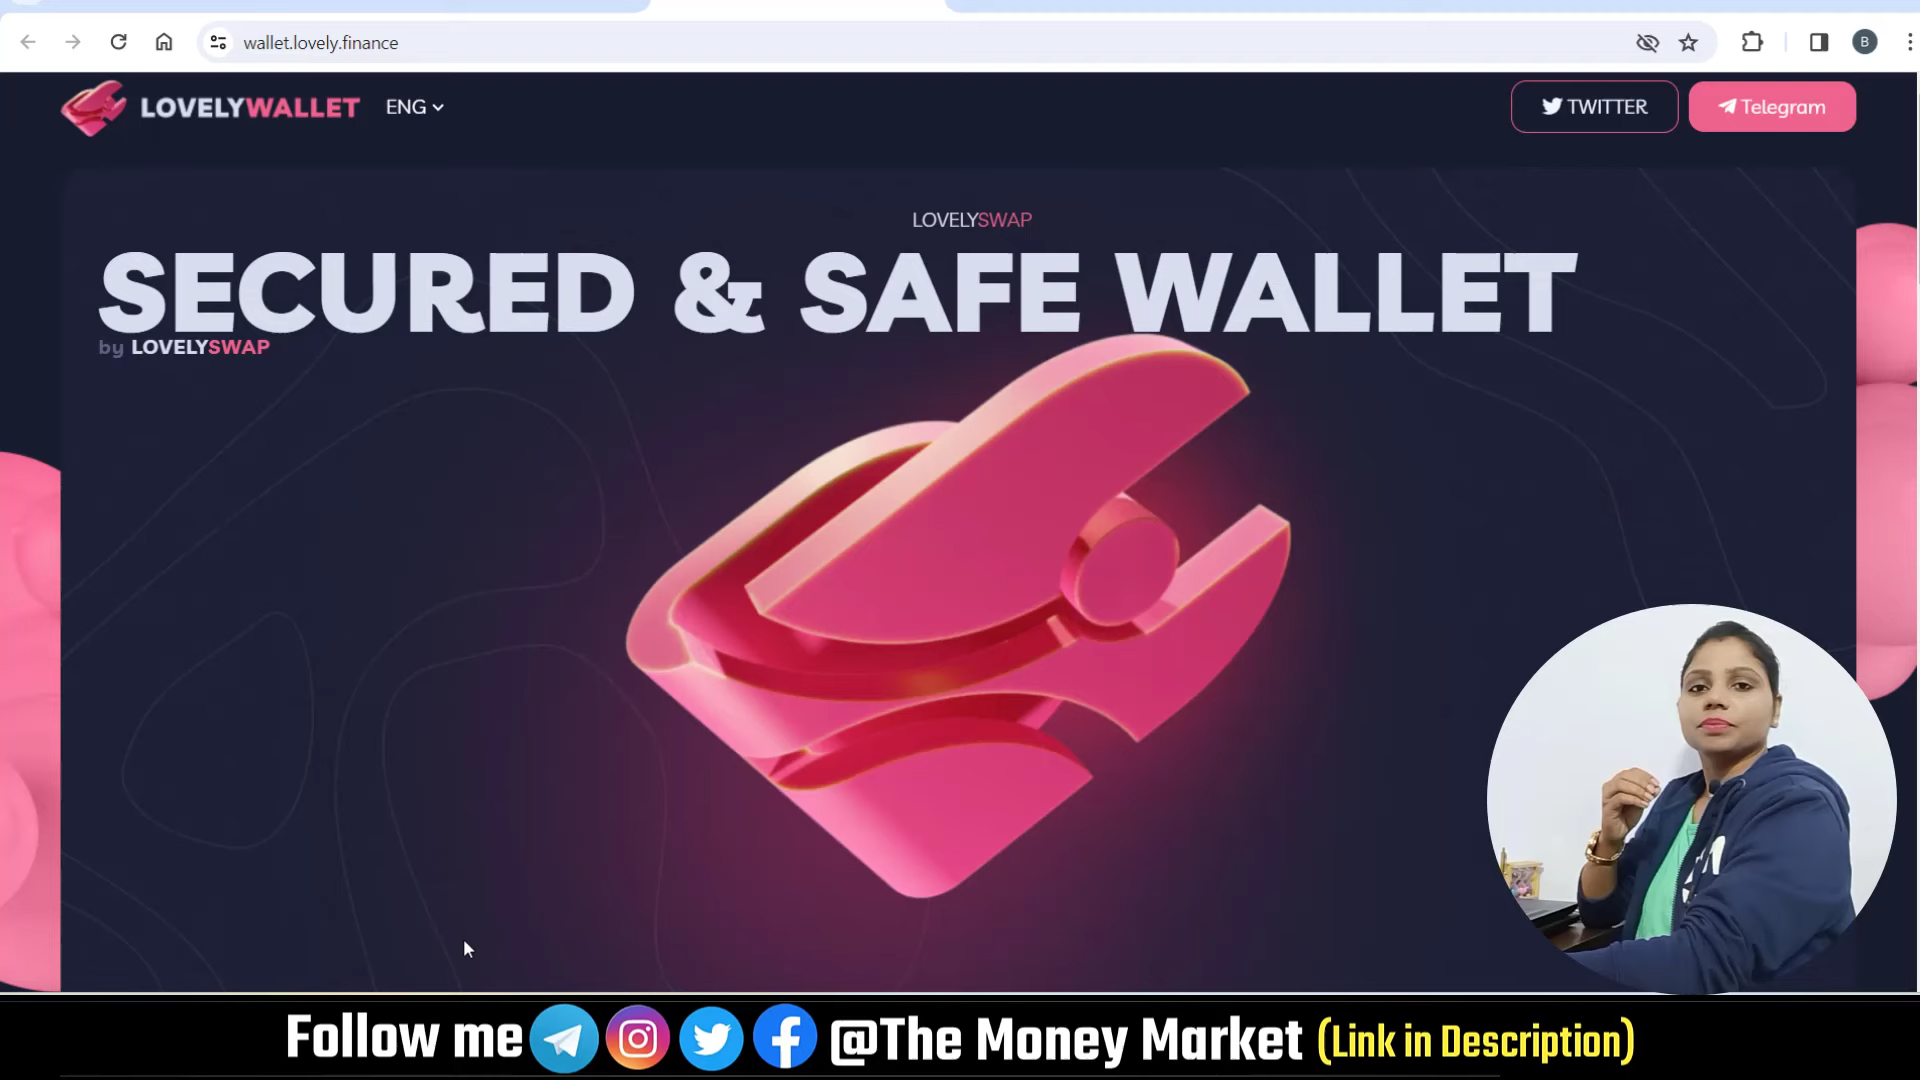 wallet.lovely.finance
B
LOVELYWALLET
ENG
TWITTER
Telegram
LOVELYSWAP
SECURED & SAFE WALLET
by LOVELYSWAP
Follow me @The Money Market (Link in Description)